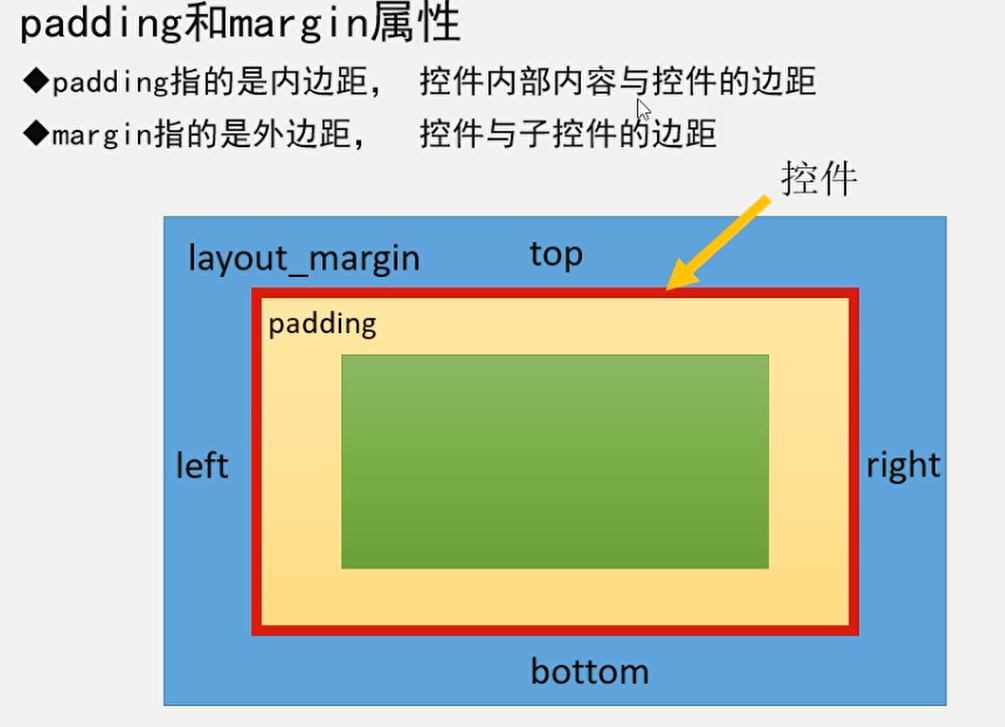 padding和margin属性
◆padding指的是内边距， 控件内部内容与控件的边距
◆margin指的是外边距， 控件与子控件的边距
控件
layout_margin top
padding
left
right
bottom